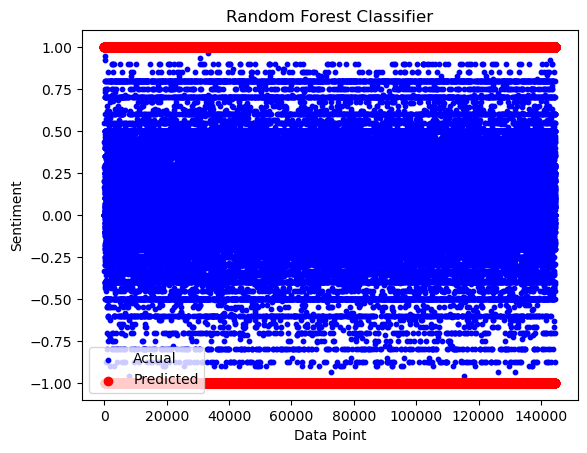 Random Forest Classifier
1.00
0.75
0.50
0.25
0.00
−0.25
−0.50
−0.75
−1.00
Sentiment
Actual
Predicted
0 20000 40000 60000 80000 100000 120000 140000
Data Point